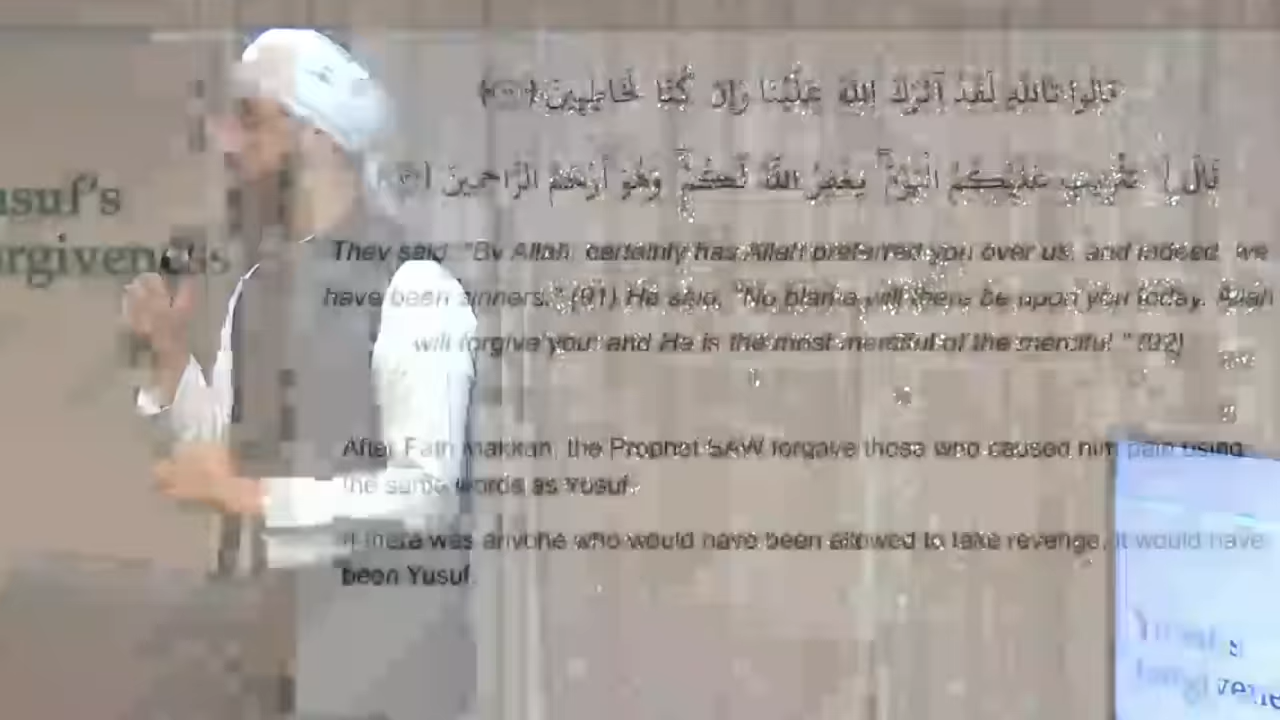 قَالُوا تَاللَّهِ لَقَدْ آثَرَكَ اللَّهُ عَلَيْنَا وَإِن كُنَّا لَخَاطِئِينَ
قَالَ لَا تَثْرِيبَ عَلَيْكُمُ الْيَوْمَ يَغْفِرُ اللَّهُ لَكُمْ وَهُوَ أَرْحَمُ الرَّاحِمِينَ
usuf's
orgiveness
They said, "By Allah, certainly has Allah preferred you over us, and indeed, we
have been sinners." (91) He said, "No blame will there be upon you today. Allah
will forgive you; and He is the most merciful of the merciful." (92)
After Fath Makkah, the Prophet SAW forgave those who caused him pain using
the same words as Yusuf.
If there was anyone who would have been allowed to take revenge, it would have
been Yusuf.